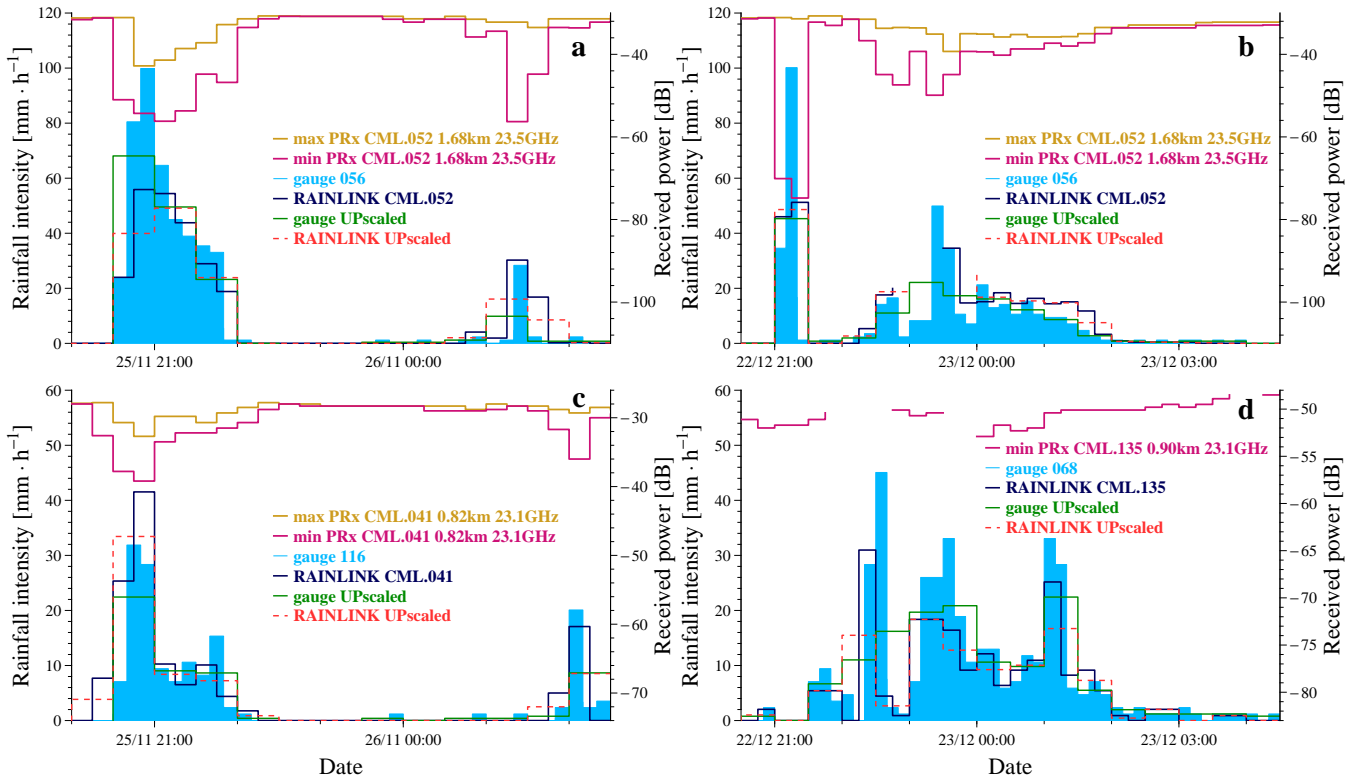 120
100
80
60
40
20
0
Rainfall intensity [mm · h⁻¹]
a
max PRx CML.052 1.68km 23.5GHz
min PRx CML.052 1.68km 23.5GHz
gauge 056
RAINLINK CML.052
gauge UPscaled
RAINLINK UPscaled
−40
−60
−80
−100
Received power [dB]
25/11 21:00
26/11 00:00
120
100
80
60
40
20
0
Rainfall intensity [mm · h⁻¹]
b
max PRx CML.052 1.68km 23.5GHz
min PRx CML.052 1.68km 23.5GHz
gauge 056
RAINLINK CML.052
gauge UPscaled
RAINLINK UPscaled
−40
−60
−80
−100
Received power [dB]
22/12 21:00
23/12 00:00
23/12 03:00
60
50
40
30
20
10
0
Rainfall intensity [mm · h⁻¹]
c
max PRx CML.041 0.82km 23.1GHz
min PRx CML.041 0.82km 23.1GHz
gauge 116
RAINLINK CML.041
gauge UPscaled
RAINLINK UPscaled
−30
−40
−50
−60
−70
Received power [dB]
25/11 21:00
26/11 00:00
Date
60
50
40
30
20
10
0
Rainfall intensity [mm · h⁻¹]
d
min PRx CML.135 0.90km 23.1GHz
gauge 068
RAINLINK CML.135
gauge UPscaled
RAINLINK UPscaled
−50
−60
−70
−80
Received power [dB]
22/12 21:00
23/12 00:00
23/12 03:00
Date